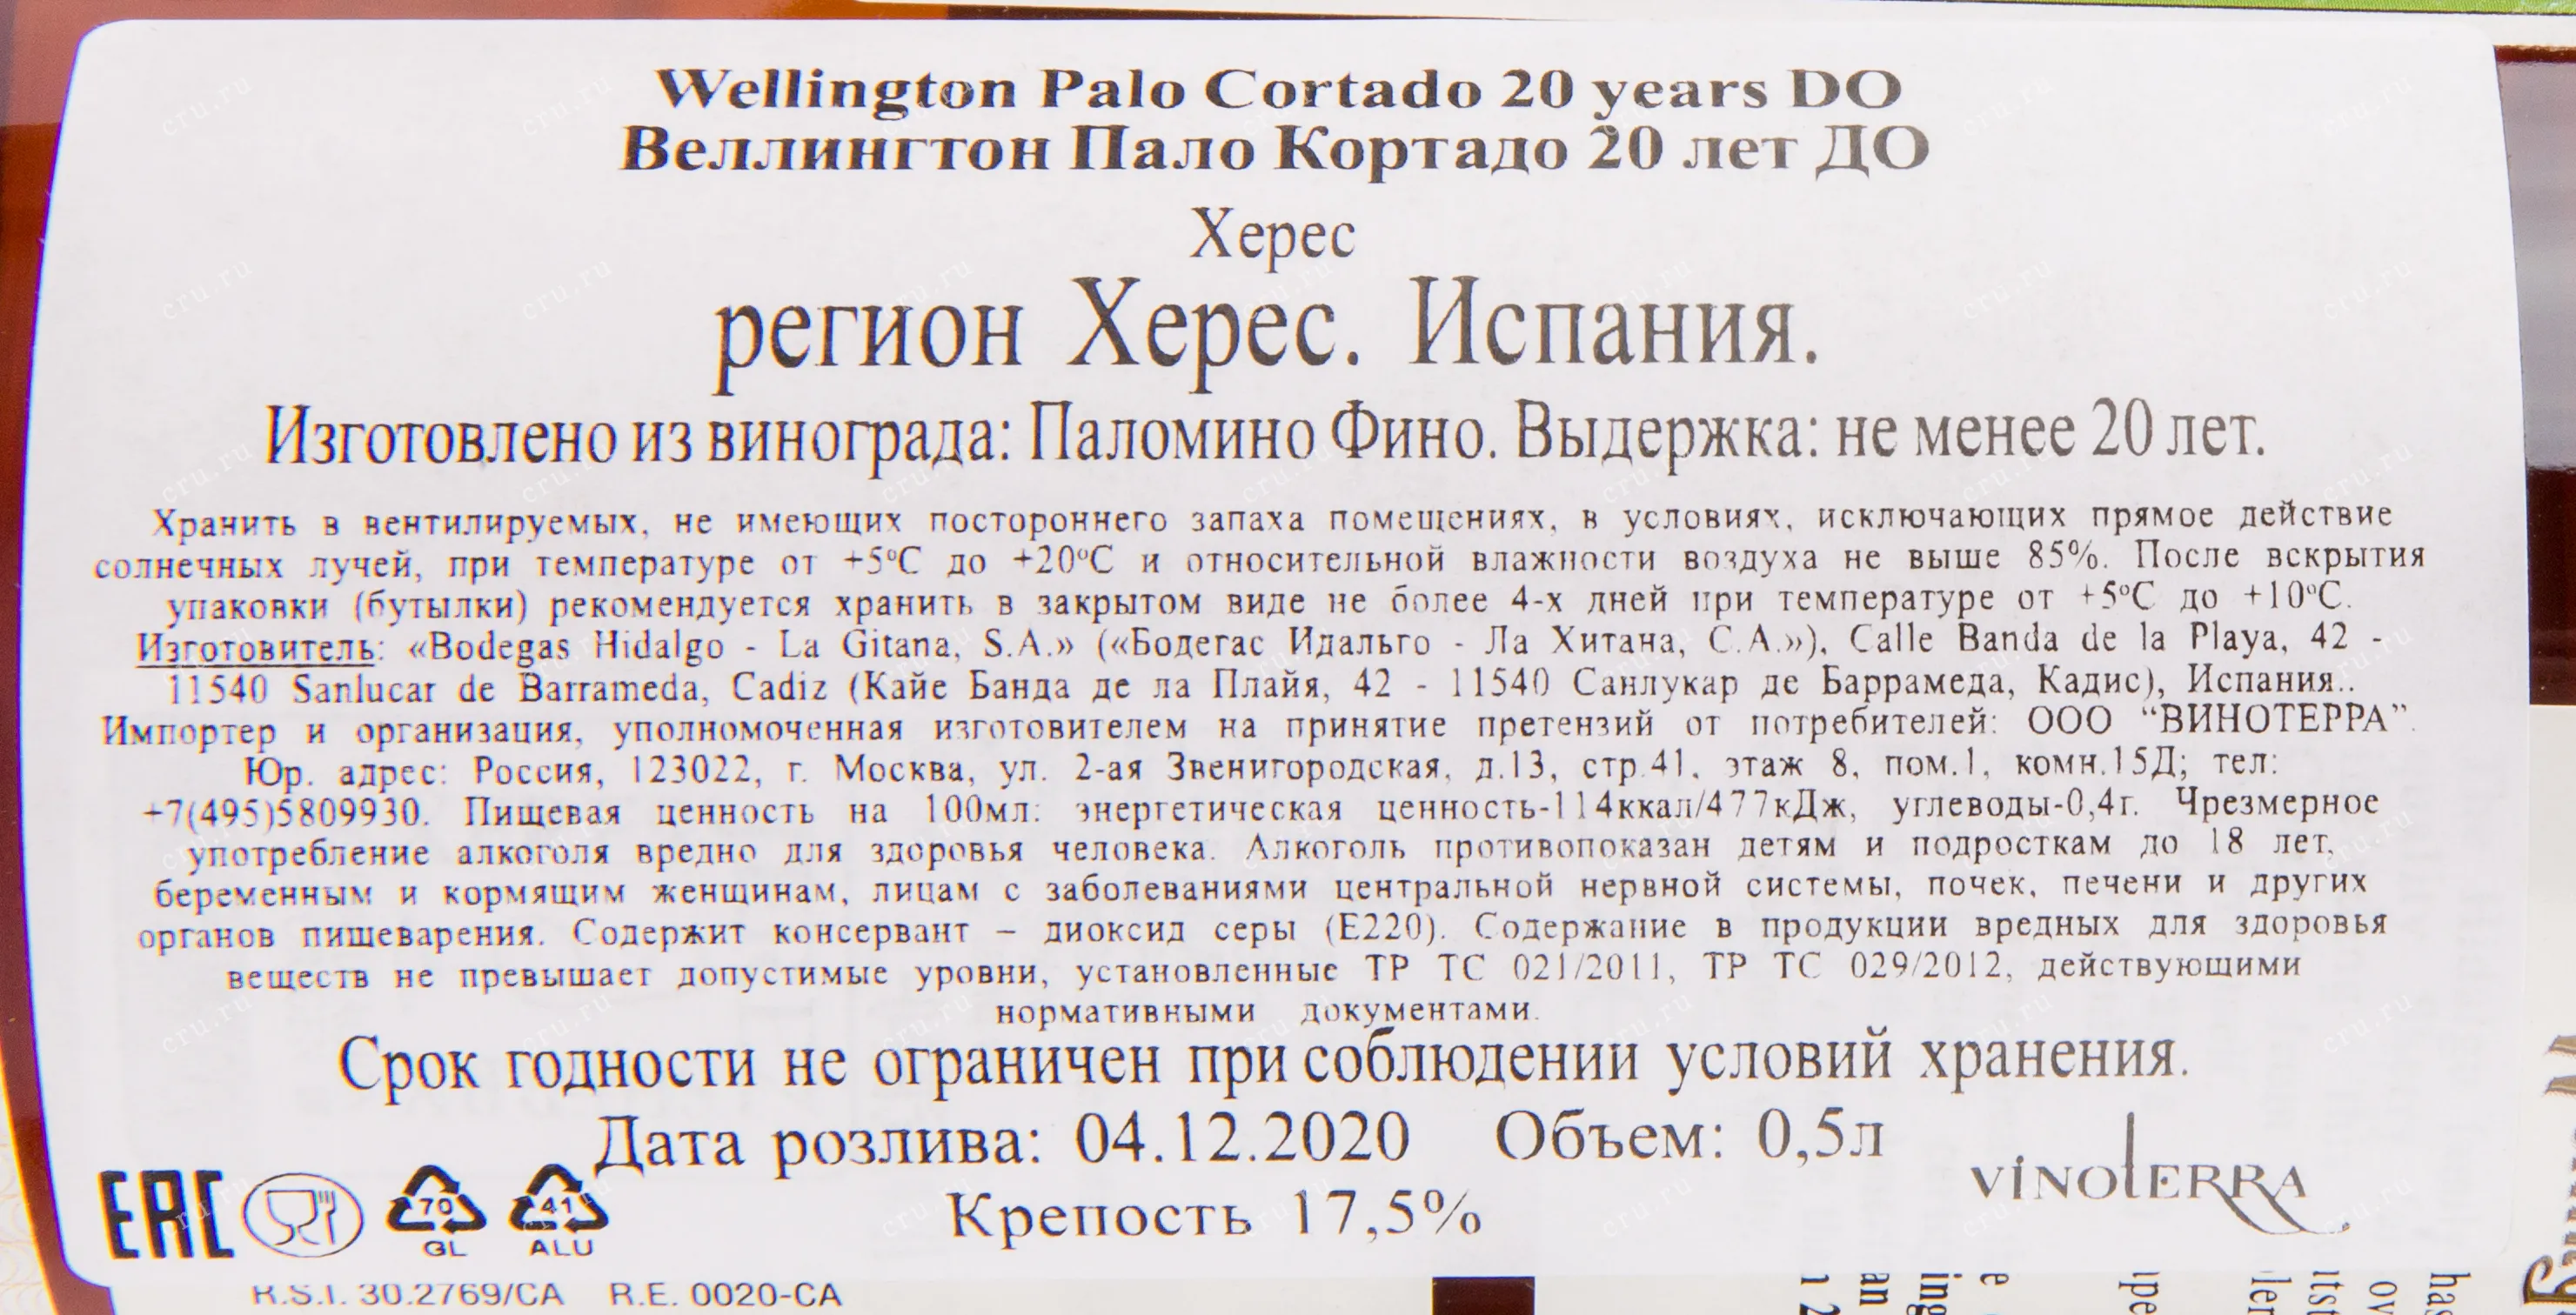 Wellington Palo Cortado 20 years DO
Веллингтон Пало Кортадо 20 лет ДО
Херес
регион Херес. Испания.
Изготовлено из винограда: Паломино Фино. Выдержка: не менее 20 лет.
Хранить в вентилируемых, не имеющих постороннего запаха помещениях, в условиях, исключающих прямое действие
солнечных лучей, при температуре от +5ºС до +20ºС и относительной влажности воздуха не выше 85%. После вскрытия
упаковки (бутылки) рекомендуется хранить в закрытом виде не более 4-х дней при температуре от +5ºС до +10ºС.
Изготовитель: «Bodegas Hidalgo - La Gitana, S.A.» («Бодегас Идальго - Ла Хитана, С.А.»), Calle Banda de la Playa, 42 -
11540 Sanlucar de Barrameda, Cadiz (Кайе Банда де ла Плайя, 42 - 11540 Санлукар де Баррамеда, Кадис), Испания..
Импортер и организация, уполномоченная изготовителем на принятие претензий от потребителей: ООО “ВИНОТЕРРА”.
Юр. адрес: Россия, 123022, г. Москва, ул. 2-ая Звенигородская, д.13, стр.41, этаж 8, пом.1, комн.15Д; тел:
+7(495)5809930. Пищевая ценность на 100мл: энергетическая ценность-114ккал/477кДж, углеводы-0,4г. Чрезмерное
употребление алкоголя вредно для здоровья человека. Алкоголь противопоказан детям и подросткам до 18 лет,
беременным и кормящим женщинам, лицам с заболеваниями центральной нервной системы, почек, печени и других
органов пищеварения. Содержит консервант – диоксид серы (Е220). Содержание в продукции вредных для здоровья
веществ не превышает допустимые уровни, установленные ТР ТС 021/2011, ТР ТС 029/2012, действующими
нормативными документами.
Срок годности не ограничен при соблюдении условий хранения.
Дата розлива: 04.12.2020 Объем: 0,5л
Крепость 17,5%
EAC
70
GL
41
ALU
VINOTERRA
R.S.I. 30.2769/CA R.E. 0020-CA
cru.ru